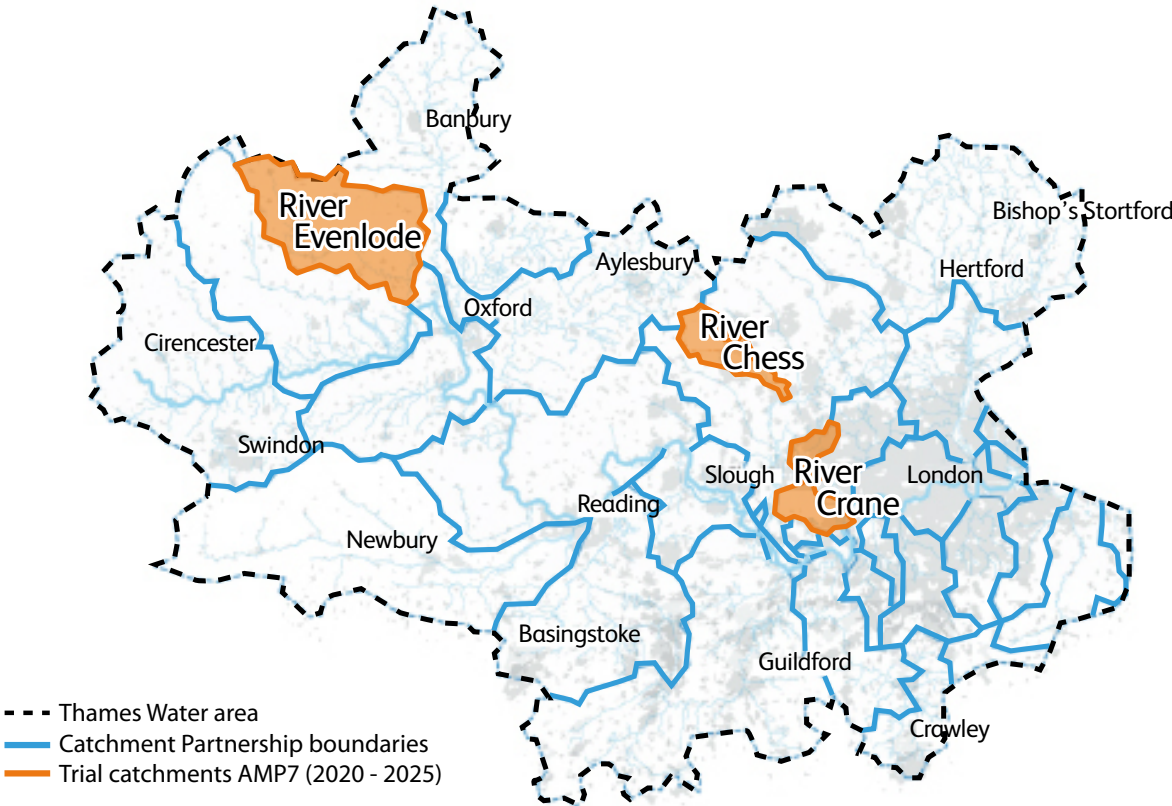 Banbury
River
Evenlode
Bishop's Stortford
Aylesbury
Hertford
Oxford
River
Chess
Cirencester
Swindon
Slough
River
Crane
London
Reading
Newbury
Basingstoke
Guildford
Crawley
Thames Water area
Catchment Partnership boundaries
Trial catchments AMP7 (2020 - 2025)